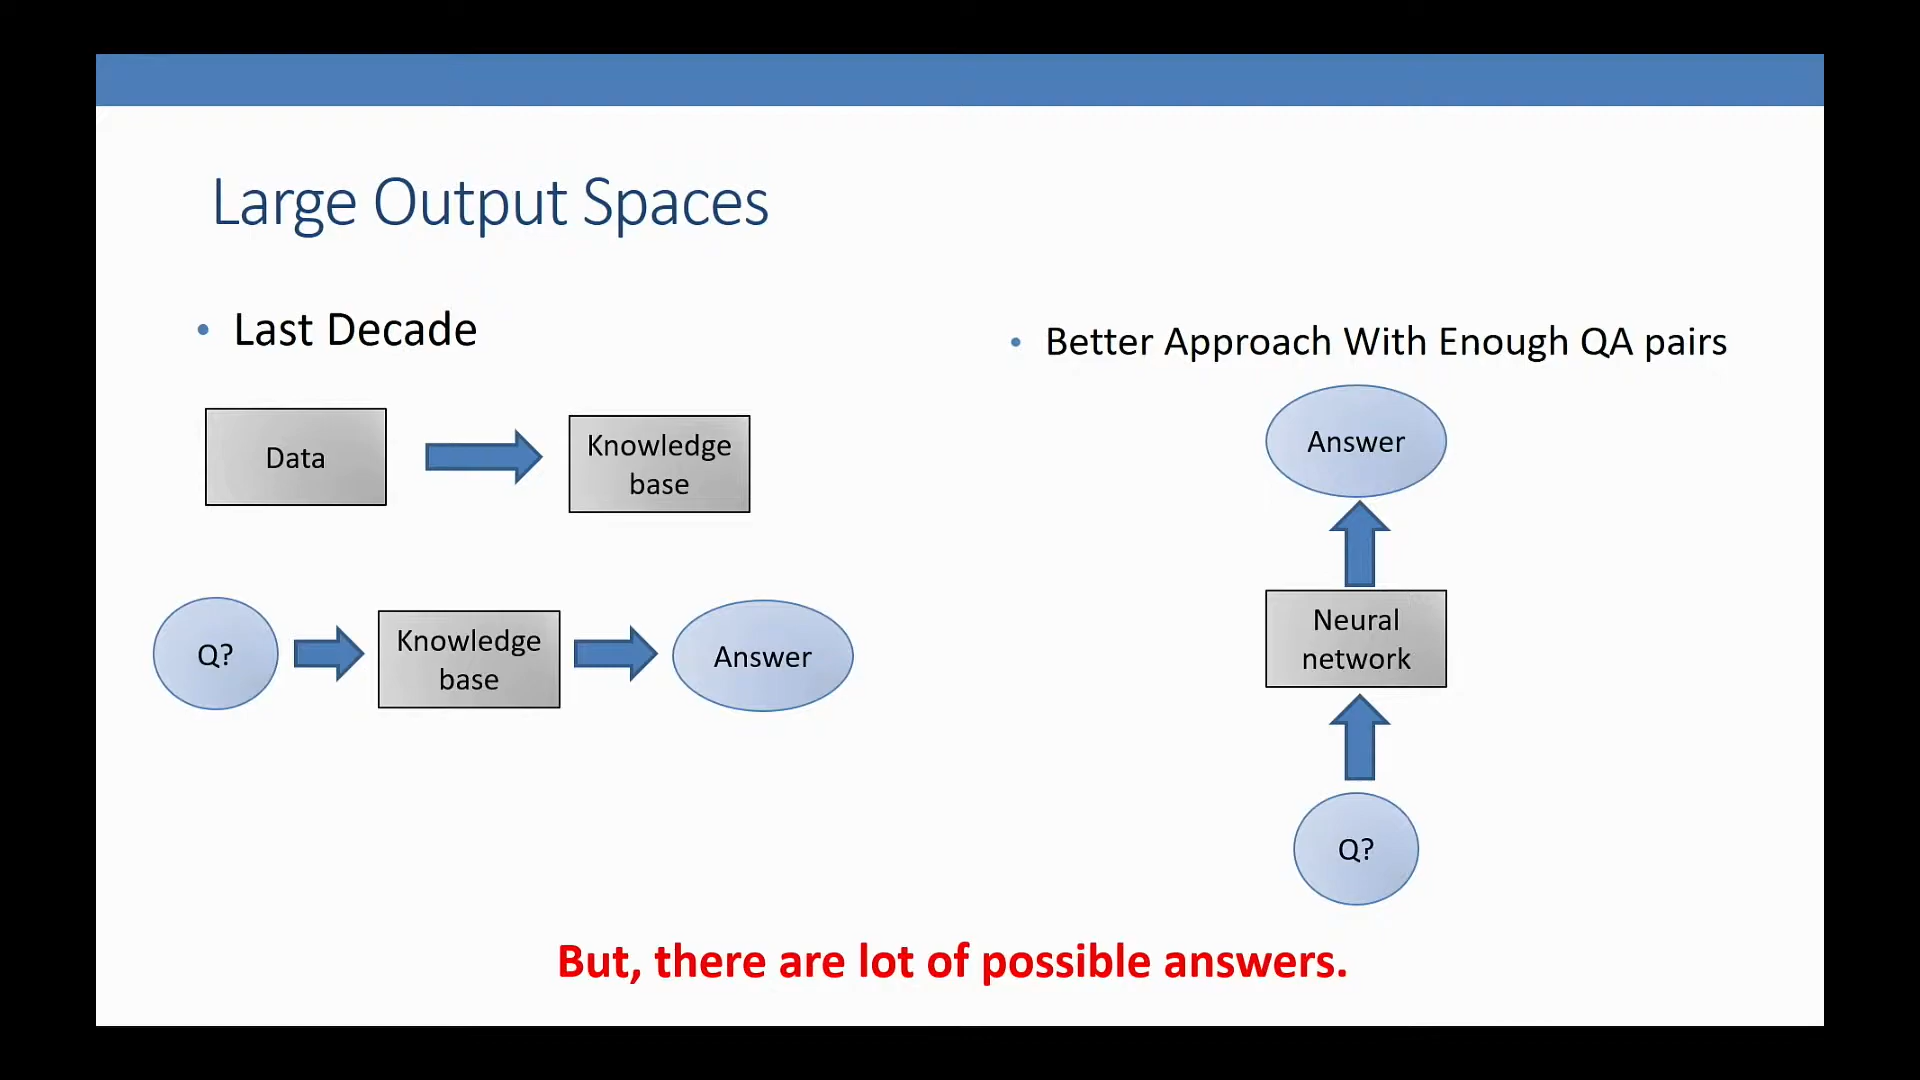 Large Output Spaces
• Last Decade
Data
Knowledge
base
Q?
Knowledge
base
Answer
• Better Approach With Enough QA pairs
Answer
Neural
network
Q?
But, there are lot of possible answers.